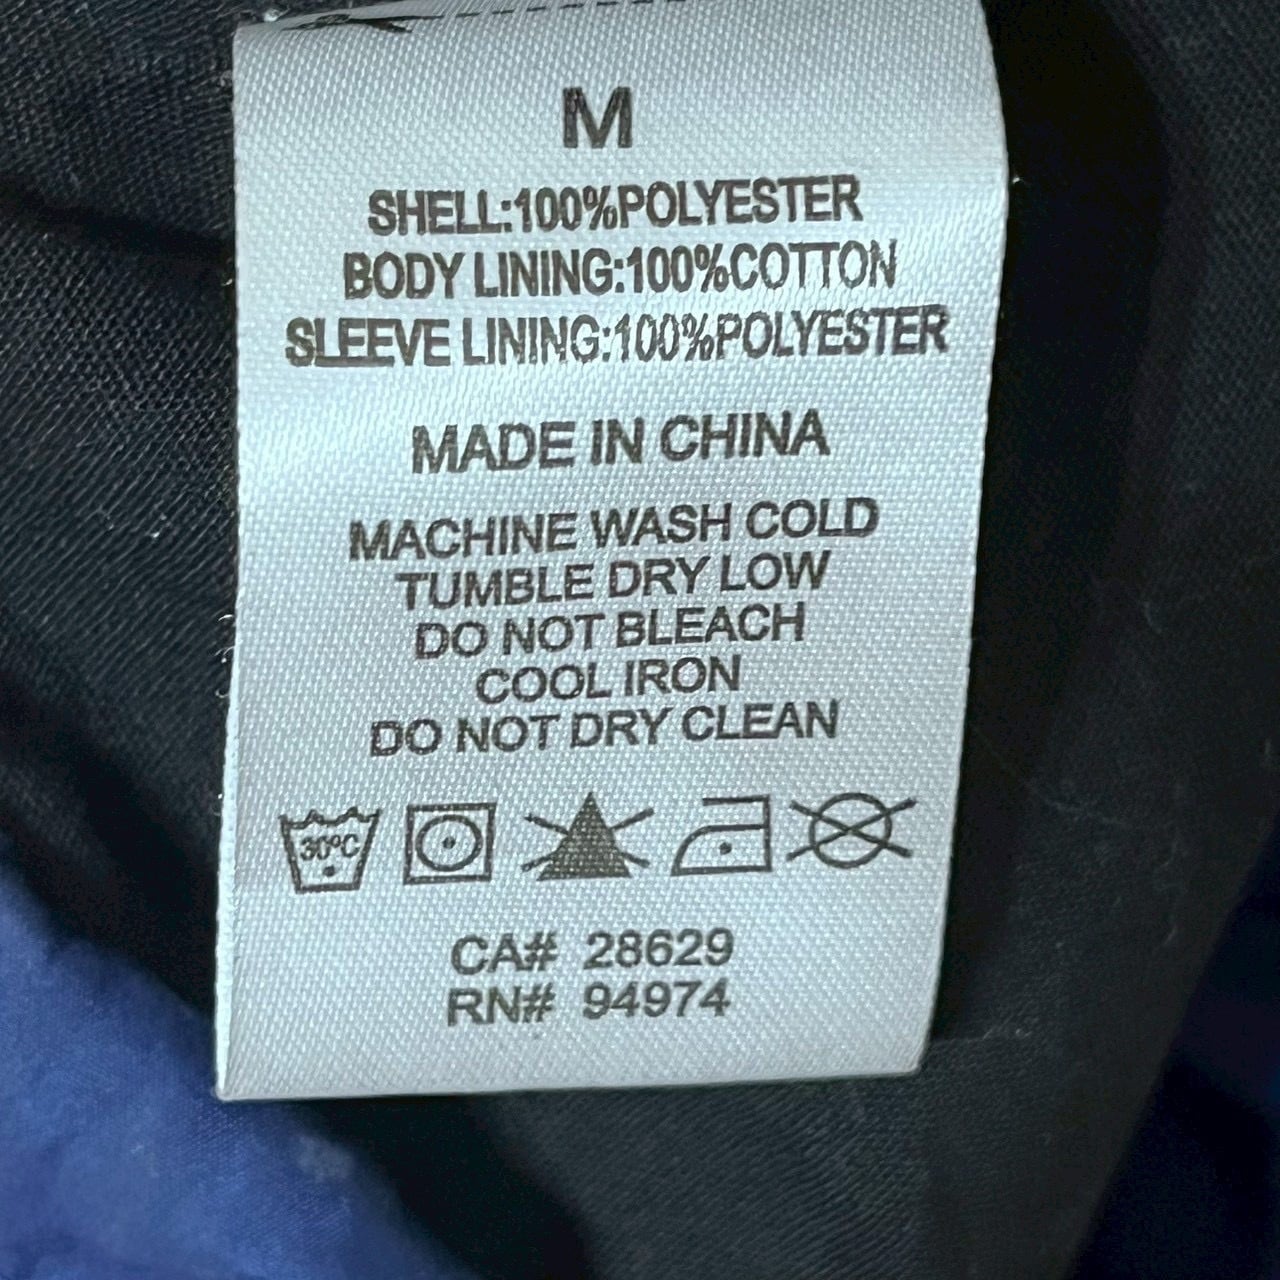 M
SHELL:100%POLYESTER
BODY LINING:100%COTTON
SLEEVE LINING:100%POLYESTER
MADE IN CHINA
MACHINE WASH COLD
TUMBLE DRY LOW
DO NOT BLEACH
COOL IRON
DO NOT DRY CLEAN
30°C
CA# 28629
RN# 94974